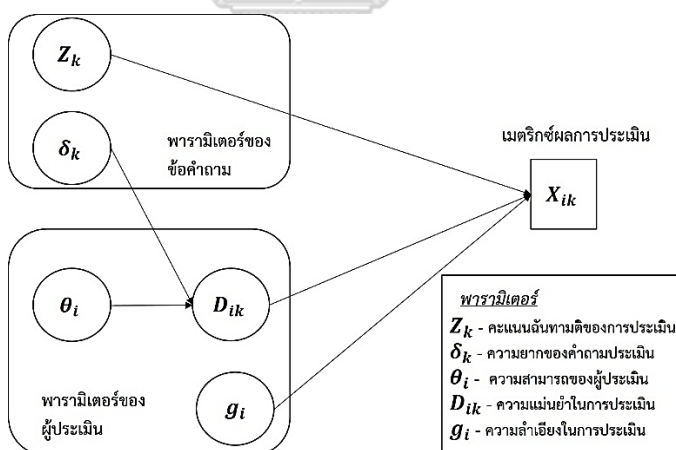 Z_k
δ_k
พารามิเตอร์ของ
ข้อคำถาม
เมตริกซ์ผลการประเมิน
X_ik
θ_i
D_ik
g_i
พารามิเตอร์ของ
ผู้ประเมิน
พารามิเตอร์
Z_k - คะแนนฉันทามติของการประเมิน
δ_k - ความยากของคำถามประเมิน
θ_i - ความสามารถของผู้ประเมิน
D_ik - ความแม่นยำในการประเมิน
g_i - ความลำเอียงในการประเมิน